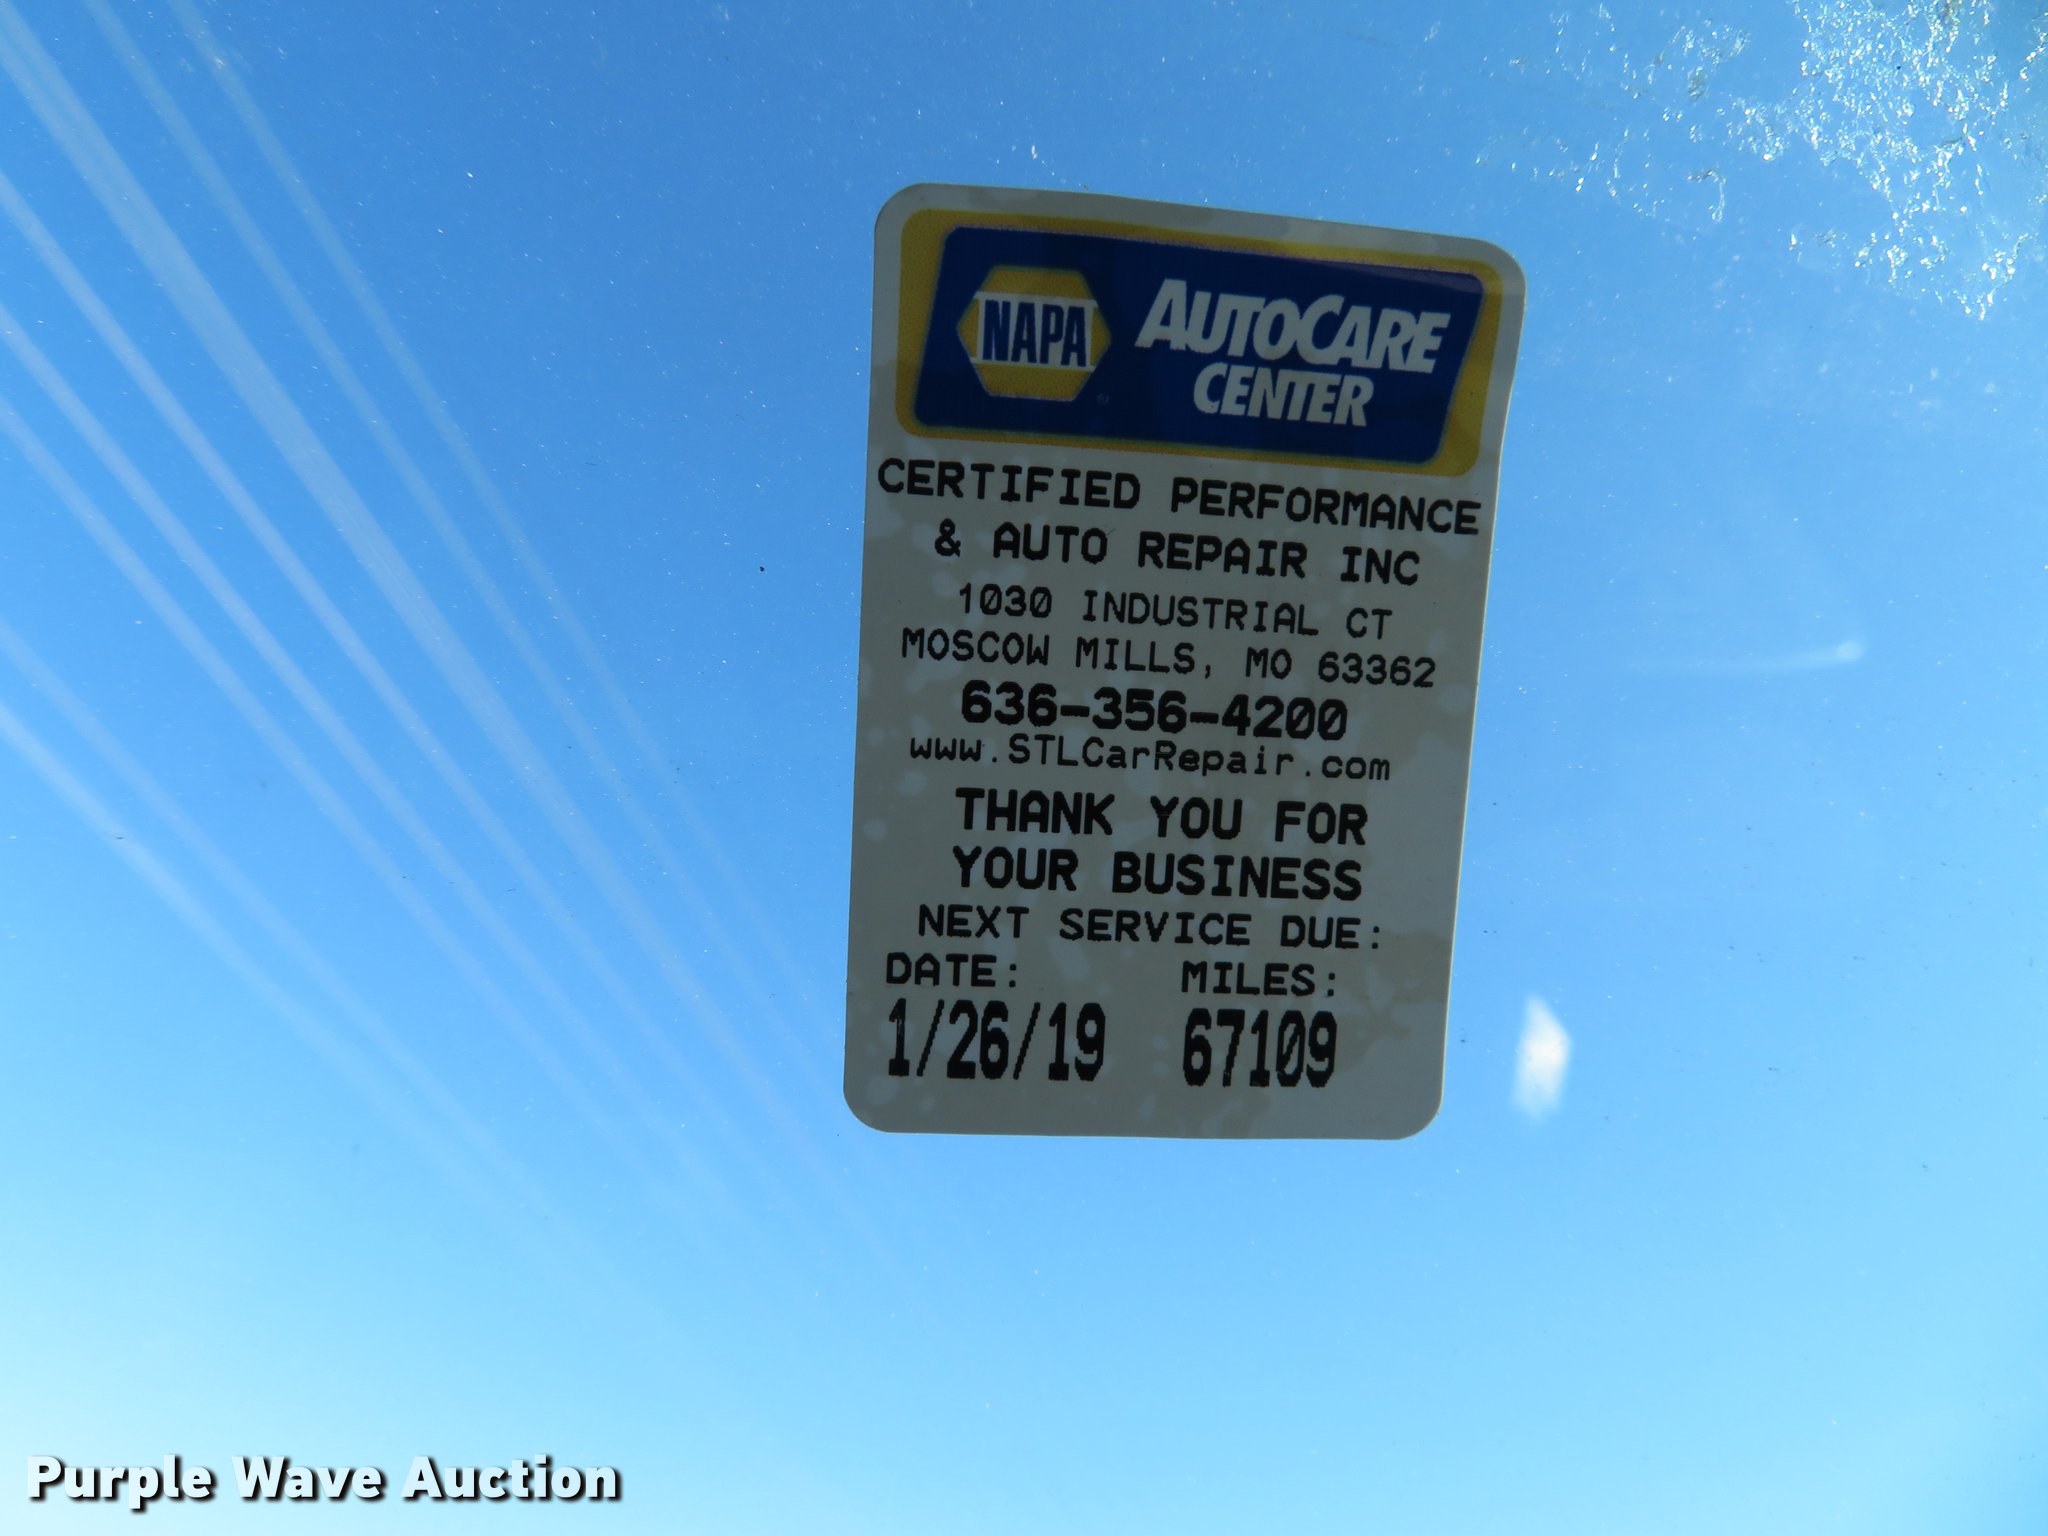 NAPA
AUTOCARE
CENTER
CERTIFIED PERFORMANCE
& AUTO REPAIR INC
1030 INDUSTRIAL CT
MOSCOW MILLS, MO 63362
636-356-4200
www.STLCarRepair.com
THANK YOU FOR
YOUR BUSINESS
NEXT SERVICE DUE:
DATE: MILES:
1/26/19 67109
Purple Wave Auction